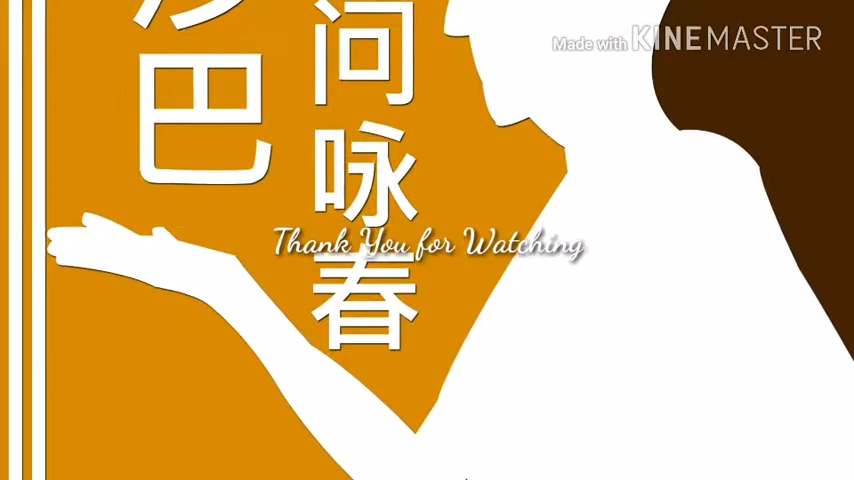 Made with KINEMASTER
巴
问
咏
春
Thank You for Watching